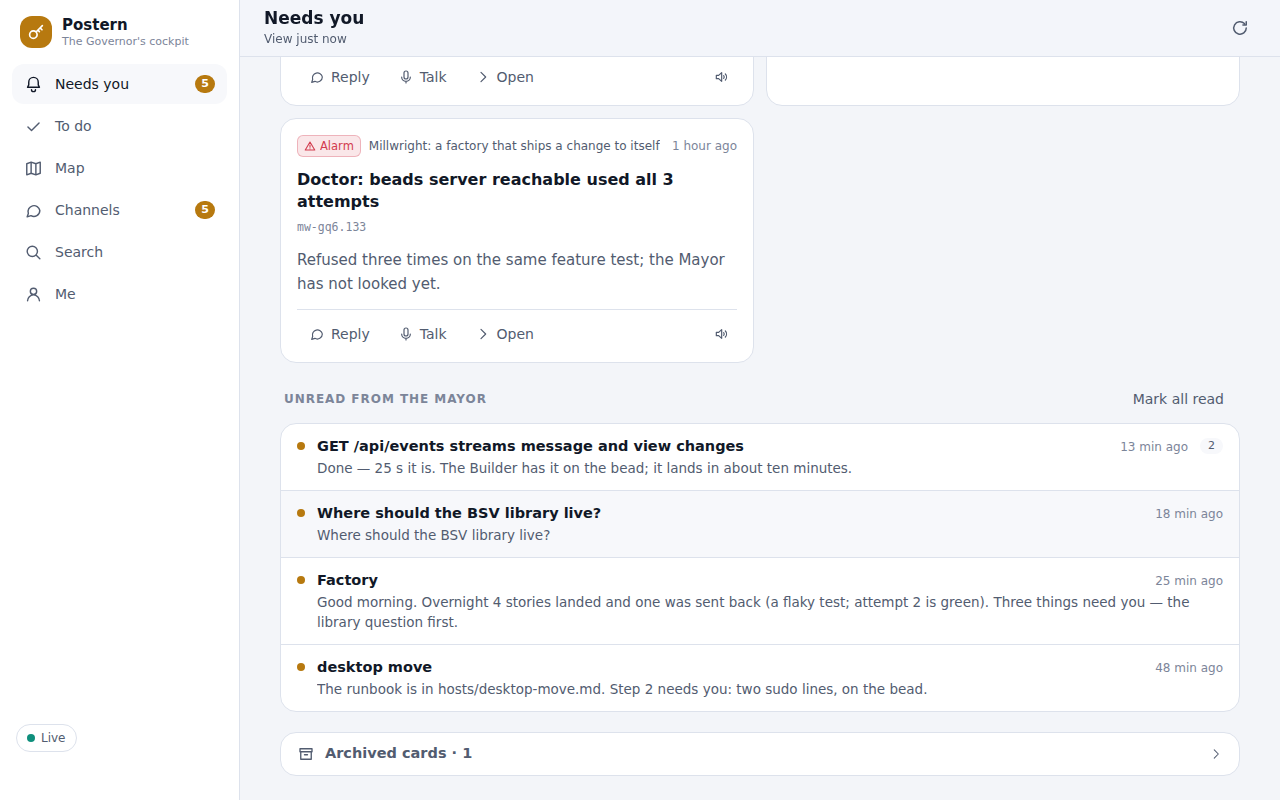 Postern
The Governor's cockpit
Needs you 5
To do
Map
Channels 5
Search
Me
Live
Needs you
View just now
Reply Talk Open
Alarm Millwright: a factory that ships a change to itself 1 hour ago
Doctor: beads server reachable used all 3
attempts
mw-gq6.133
Refused three times on the same feature test; the Mayor
has not looked yet.
Reply Talk Open
UNREAD FROM THE MAYOR Mark all read
GET /api/events streams message and view changes 13 min ago 2
Done — 25 s it is. The Builder has it on the bead; it lands in about ten minutes.
Where should the BSV library live? 18 min ago
Where should the BSV library live?
Factory 25 min ago
Good morning. Overnight 4 stories landed and one was sent back (a flaky test; attempt 2 is green). Three things need you — the
library question first.
desktop move 48 min ago
The runbook is in hosts/desktop-move.md. Step 2 needs you: two sudo lines, on the bead.
Archived cards · 1